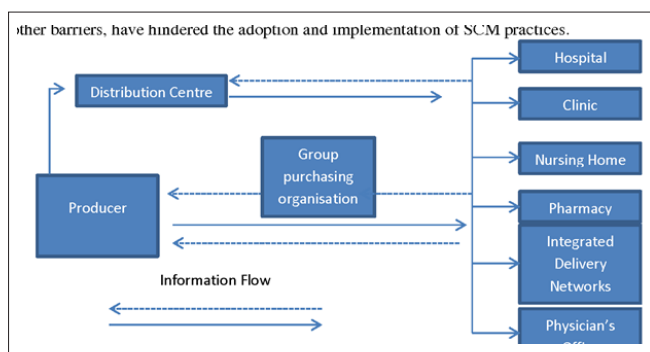 other barriers, have hindered the adoption and implementation of SCM practices.
Hospital
Distribution Centre
Clinic
Group
purchasing
organisation
Nursing Home
Producer
Pharmacy
Integrated
Delivery
Networks
Information Flow
Physician's